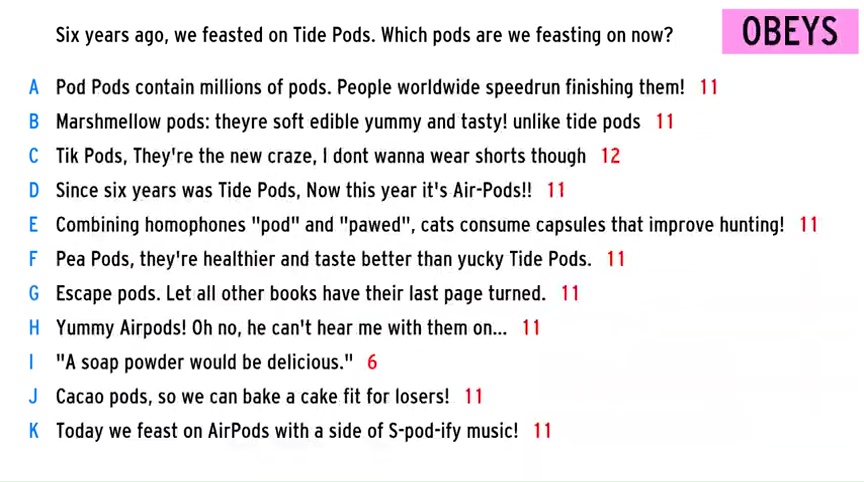 Six years ago, we feasted on Tide Pods. Which pods are we feasting on now?
OBEYS
A Pod Pods contain millions of pods. People worldwide speedrun finishing them! 11
B Marshmellow pods: theyre soft edible yummy and tasty! unlike tide pods 11
C Tik Pods, They're the new craze, I dont wanna wear shorts though 12
D Since six years was Tide Pods, Now this year it's Air-Pods!! 11
E Combining homophones "pod" and "pawed", cats consume capsules that improve hunting! 11
F Pea Pods, they're healthier and taste better than yucky Tide Pods. 11
G Escape pods. Let all other books have their last page turned. 11
H Yummy Airpods! Oh no, he can't hear me with them on... 11
I "A soap powder would be delicious." 6
J Cacao pods, so we can bake a cake fit for losers! 11
K Today we feast on AirPods with a side of S-pod-ify music! 11